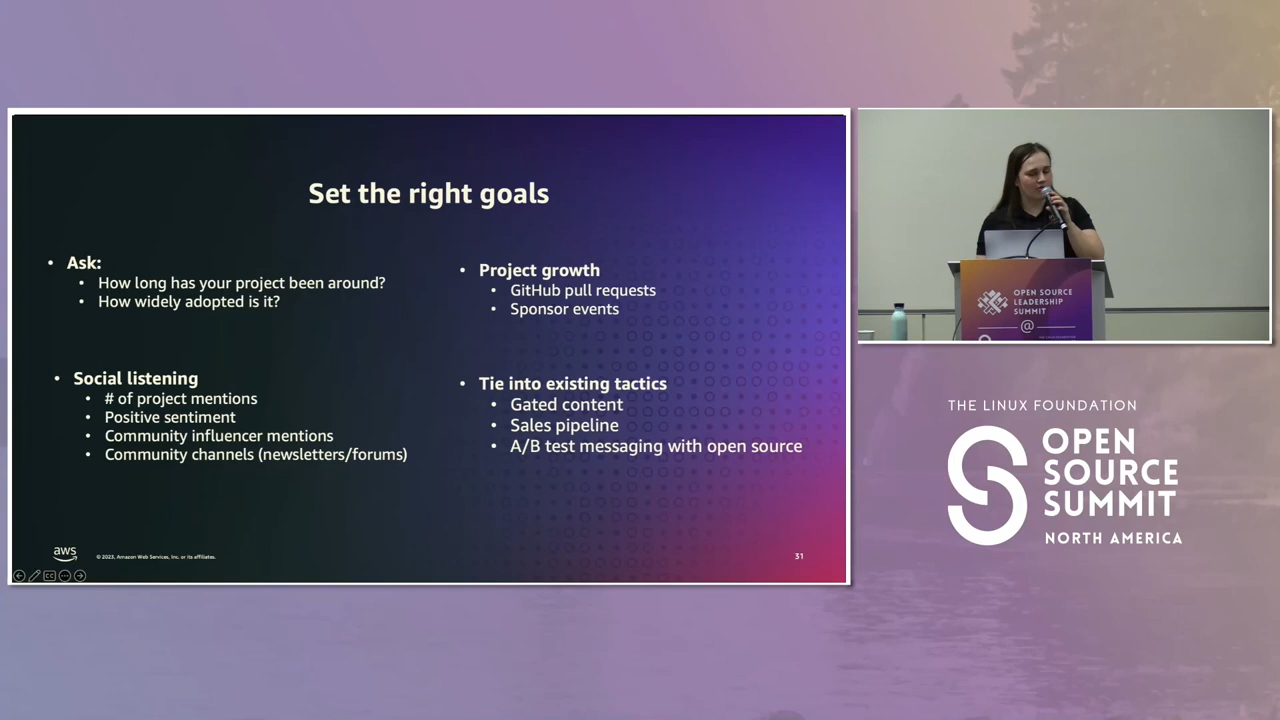 Set the right goals
• Ask:
• How long has your project been around?
• How widely adopted is it?
• Social listening
• # of project mentions
• Positive sentiment
• Community influencer mentions
• Community channels (newsletters/forums)
• Project growth
• GitHub pull requests
• Sponsor events
• Tie into existing tactics
• Gated content
• Sales pipeline
• A/B test messaging with open source
aws
© 2023, Amazon Web Services, Inc. or its affiliates.
31
CC
OPEN SOURCE
LEADERSHIP
SUMMIT
@
THE LINUX FOUNDATION
OPEN
SOURCE
SUMMIT
NORTH AMERICA